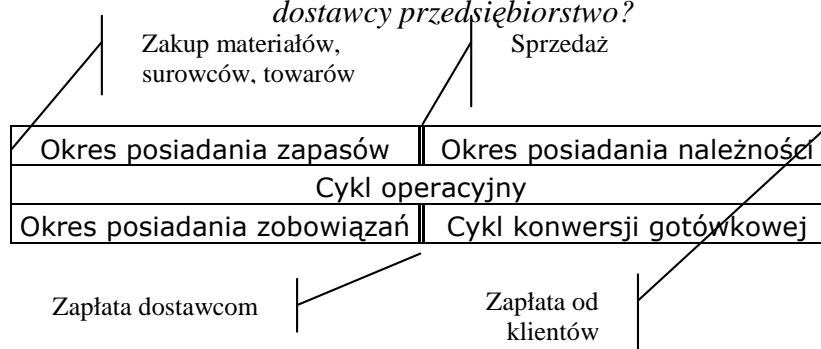 dostawcy przedsiębiorstwo?
Zakup materiałów,
surowców, towarów
Sprzedaż
Okres posiadania zapasów
Okres posiadania należności
Cykl operacyjny
Okres posiadania zobowiązań
Cykl konwersji gotówkowej
Zapłata dostawcom
Zapłata od
klientów